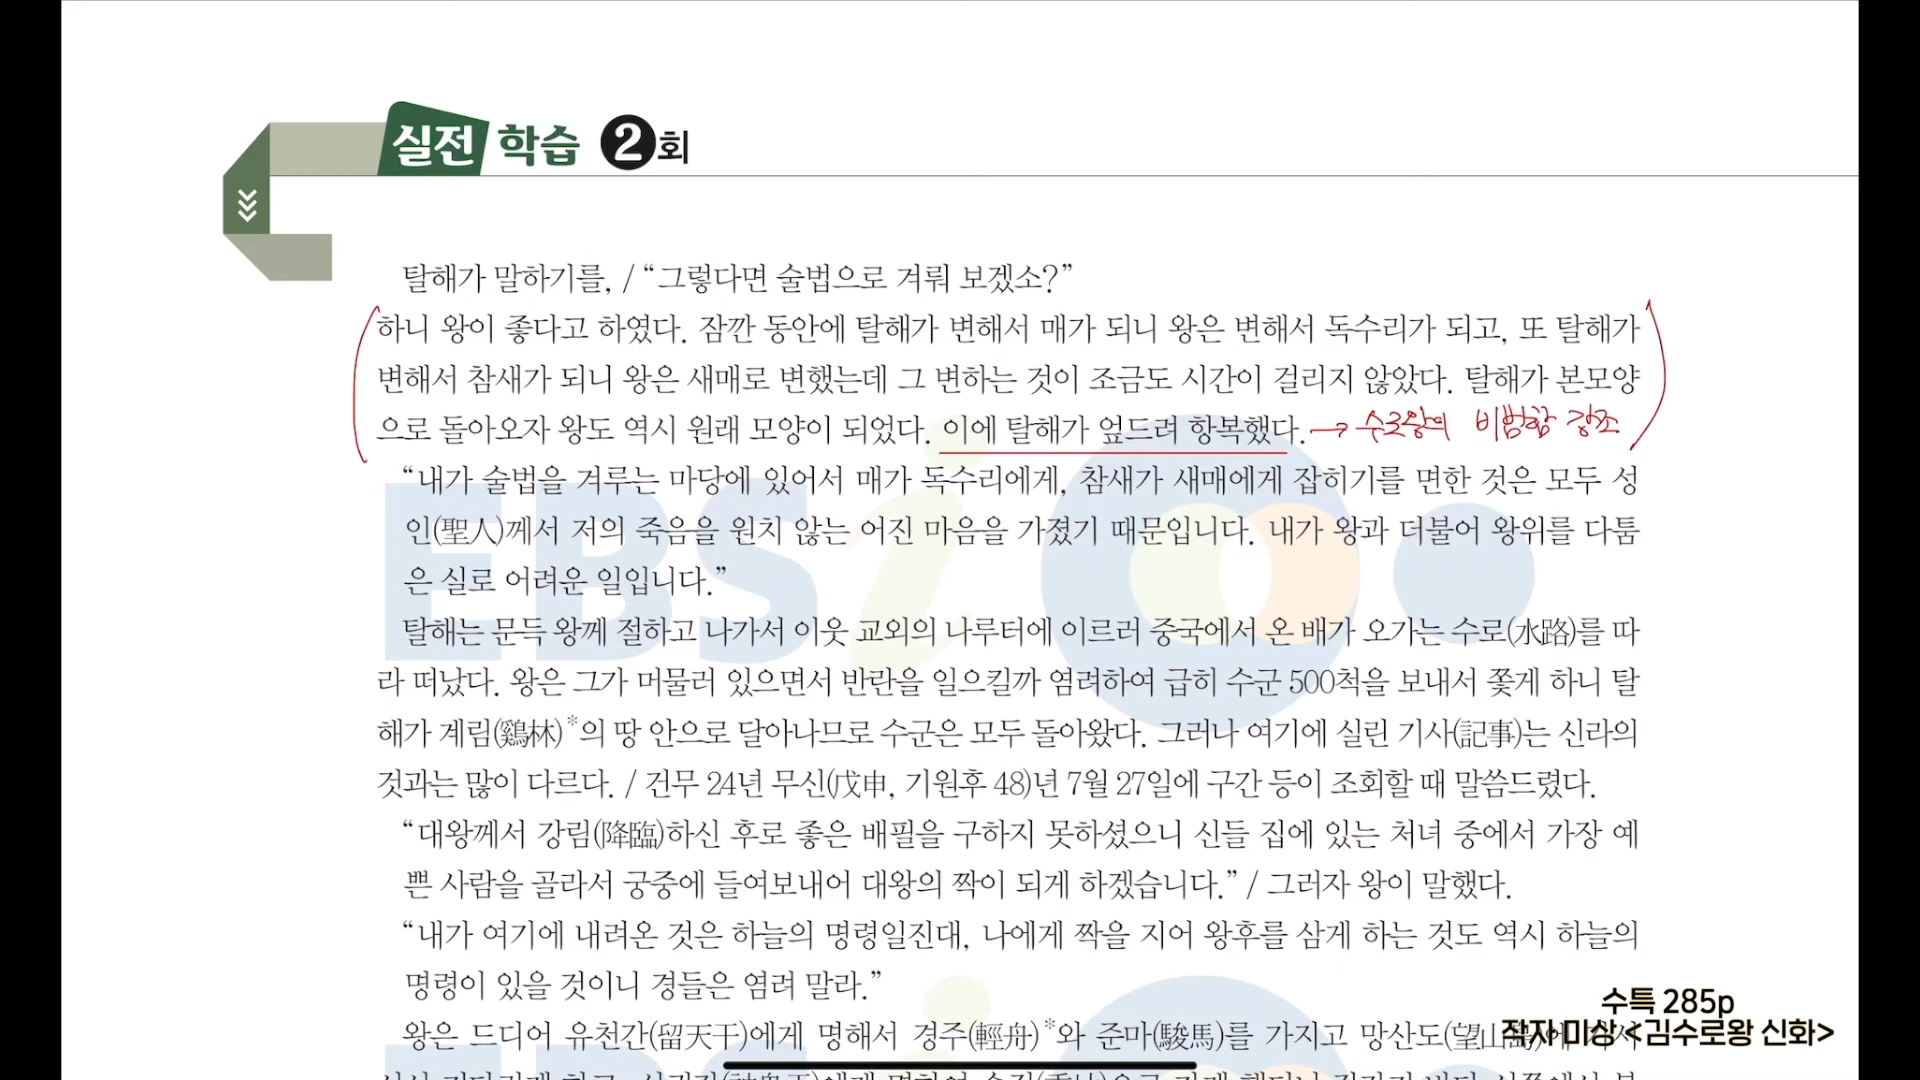 실전 학습 2회
탈해가 말하기를, / “그렇다면 술법으로 겨뤄 보겠소?”
하니 왕이 좋다고 하였다. 잠깐 동안에 탈해가 변해서 매가 되니 왕은 변해서 독수리가 되고, 또 탈해가
변해서 참새가 되니 왕은 새매로 변했는데 그 변하는 것이 조금도 시간이 걸리지 않았다. 탈해가 본모양
으로 돌아오자 왕도 역시 원래 모양이 되었다. 이에 탈해가 엎드려 항복했다. → 수로왕의 비범함 강조
“내가 술법을 겨루는 마당에 있어서 매가 독수리에게, 참새가 새매에게 잡히기를 면한 것은 모두 성
인(聖人)께서 저의 죽음을 원치 않는 어진 마음을 가졌기 때문입니다. 내가 왕과 더불어 왕위를 다툼
은 실로 어려운 일입니다.”
탈해는 문득 왕께 절하고 나가서 이웃 교외의 나루터에 이르러 중국에서 온 배가 오가는 수로(水路)를 따
라 떠났다. 왕은 그가 머물러 있으면서 반란을 일으킬까 염려하여 급히 수군 500척을 보내서 쫓게 하니 탈
해가 계림(鷄林)*의 땅 안으로 달아나므로 수군은 모두 돌아왔다. 그러나 여기에 실린 기사(記事)는 신라의
것과는 많이 다르다. / 건무 24년 무신(戊申, 기원후 48)년 7월 27일에 구간 등이 조회할 때 말씀드렸다.
“대왕께서 강림(降臨)하신 후로 좋은 배필을 구하지 못하셨으니 신들 집에 있는 처녀 중에서 가장 예
쁜 사람을 골라서 궁중에 들여보내어 대왕의 짝이 되게 하겠습니다.” / 그러자 왕이 말했다.
“내가 여기에 내려온 것은 하늘의 명령일진대, 나에게 짝을 지어 왕후를 삼게 하는 것도 역시 하늘의
명령이 있을 것이니 경들은 염려 말라.”
왕은 드디어 유천간(留天干)에게 명해서 경주(輕舟)*와 준마(駿馬)를 가지고 망산도(望山島)에 가서
수특 285p
작자 미상 <김수로왕 신화>
EBSi